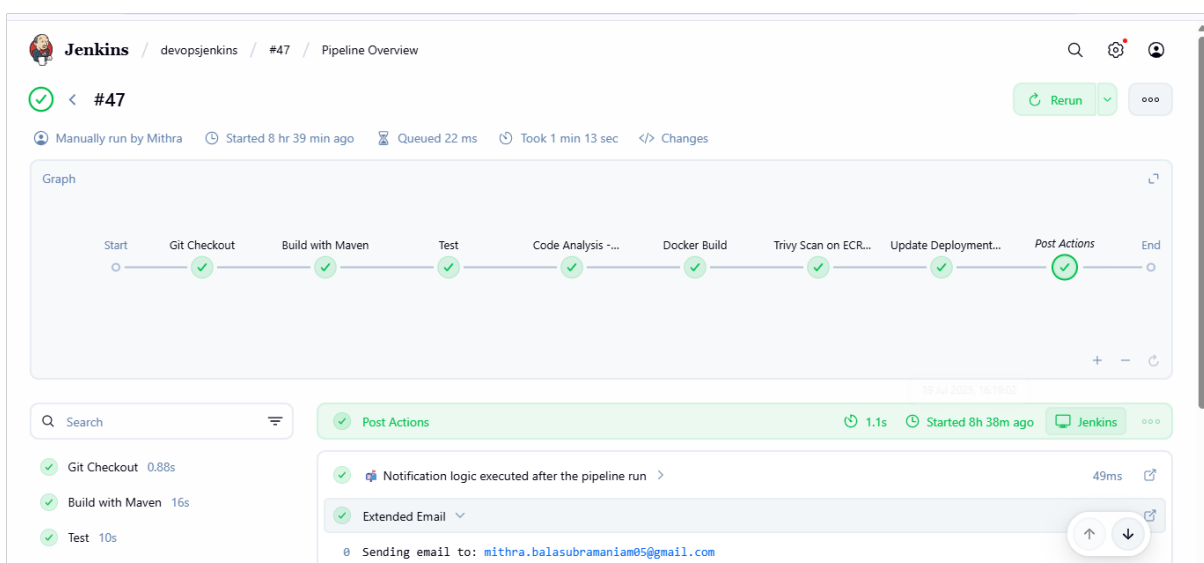 Jenkins / devopsjenkins / #47 / Pipeline Overview
#47
Rerun
Manually run by Mithra Started 8 hr 39 min ago Queued 22 ms Took 1 min 13 sec </> Changes
Graph
Start Git Checkout Build with Maven Test Code Analysis -... Docker Build Trivy Scan on ECR... Update Deployment... Post Actions End
Search
Post Actions 1.1s Started 8h 38m ago Jenkins
Git Checkout 0.88s
Build with Maven 16s
Test 10s
Notification logic executed after the pipeline run 49ms
Extended Email
0 Sending email to: mithra.balasubramaniam05@gmail.com